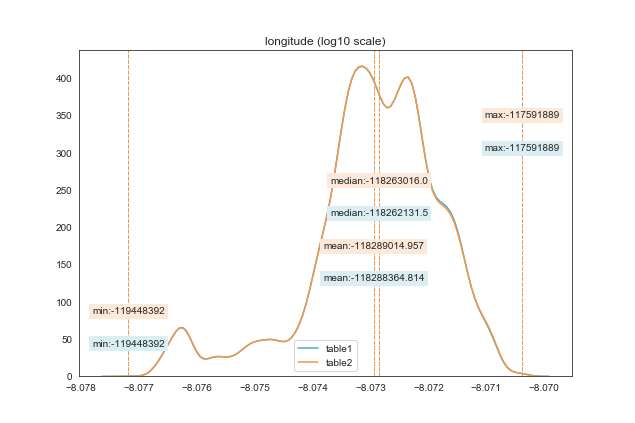 longitude (log10 scale)
400
350
300
250
200
150
100
50
0
max:-117591889
max:-117591889
median:-118263016.0
median:-118262131.5
mean:-118289014.957
mean:-118288364.814
min:-119448392
min:-119448392
table1
table2
−8.078 −8.077 −8.076 −8.075 −8.074 −8.073 −8.072 −8.071 −8.070